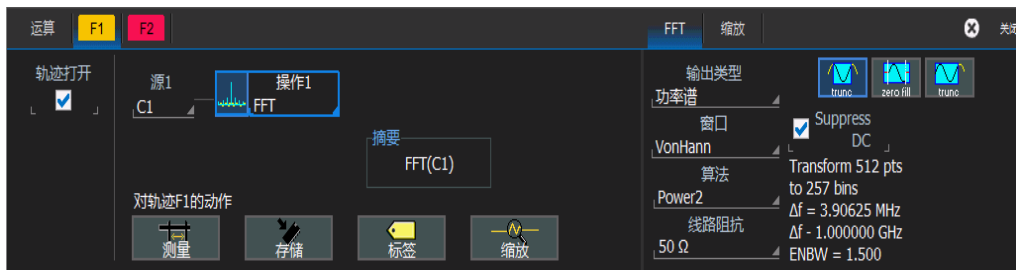 运算 F1 F2
FFT 缩放 关闭
轨迹打开
源1
C1
操作1
FFT
摘要
FFT(C1)
对轨迹F1的动作
测量 存储 标签 缩放
输出类型
功率谱
窗口
VonHann
算法
Power2
线路阻抗
50 Ω
trunc zero fill trunc
Suppress
DC
Transform 512 pts
to 257 bins
Δf = 3.90625 MHz
Δf - 1.000000 GHz
ENBW = 1.500